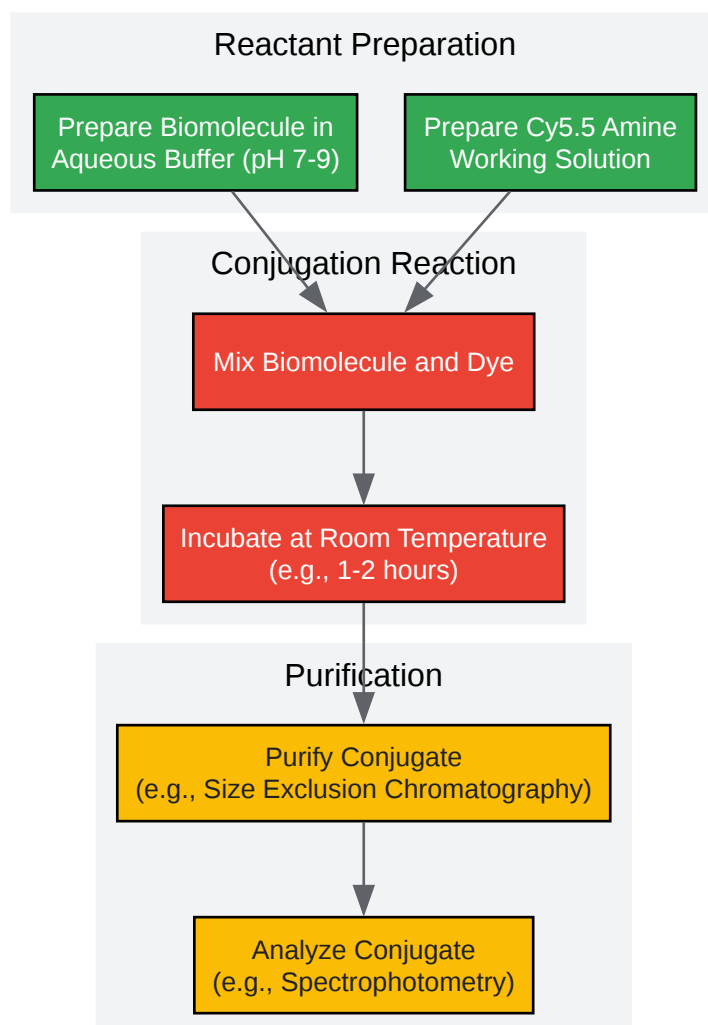 Reactant Preparation
Prepare Biomolecule in
Aqueous Buffer (pH 7-9)
Prepare Cy5.5 Amine
Working Solution
Conjugation Reaction
Mix Biomolecule and Dye
Incubate at Room Temperature
(e.g., 1-2 hours)
Purification
Purify Conjugate
(e.g., Size Exclusion Chromatography)
Analyze Conjugate
(e.g., Spectrophotometry)